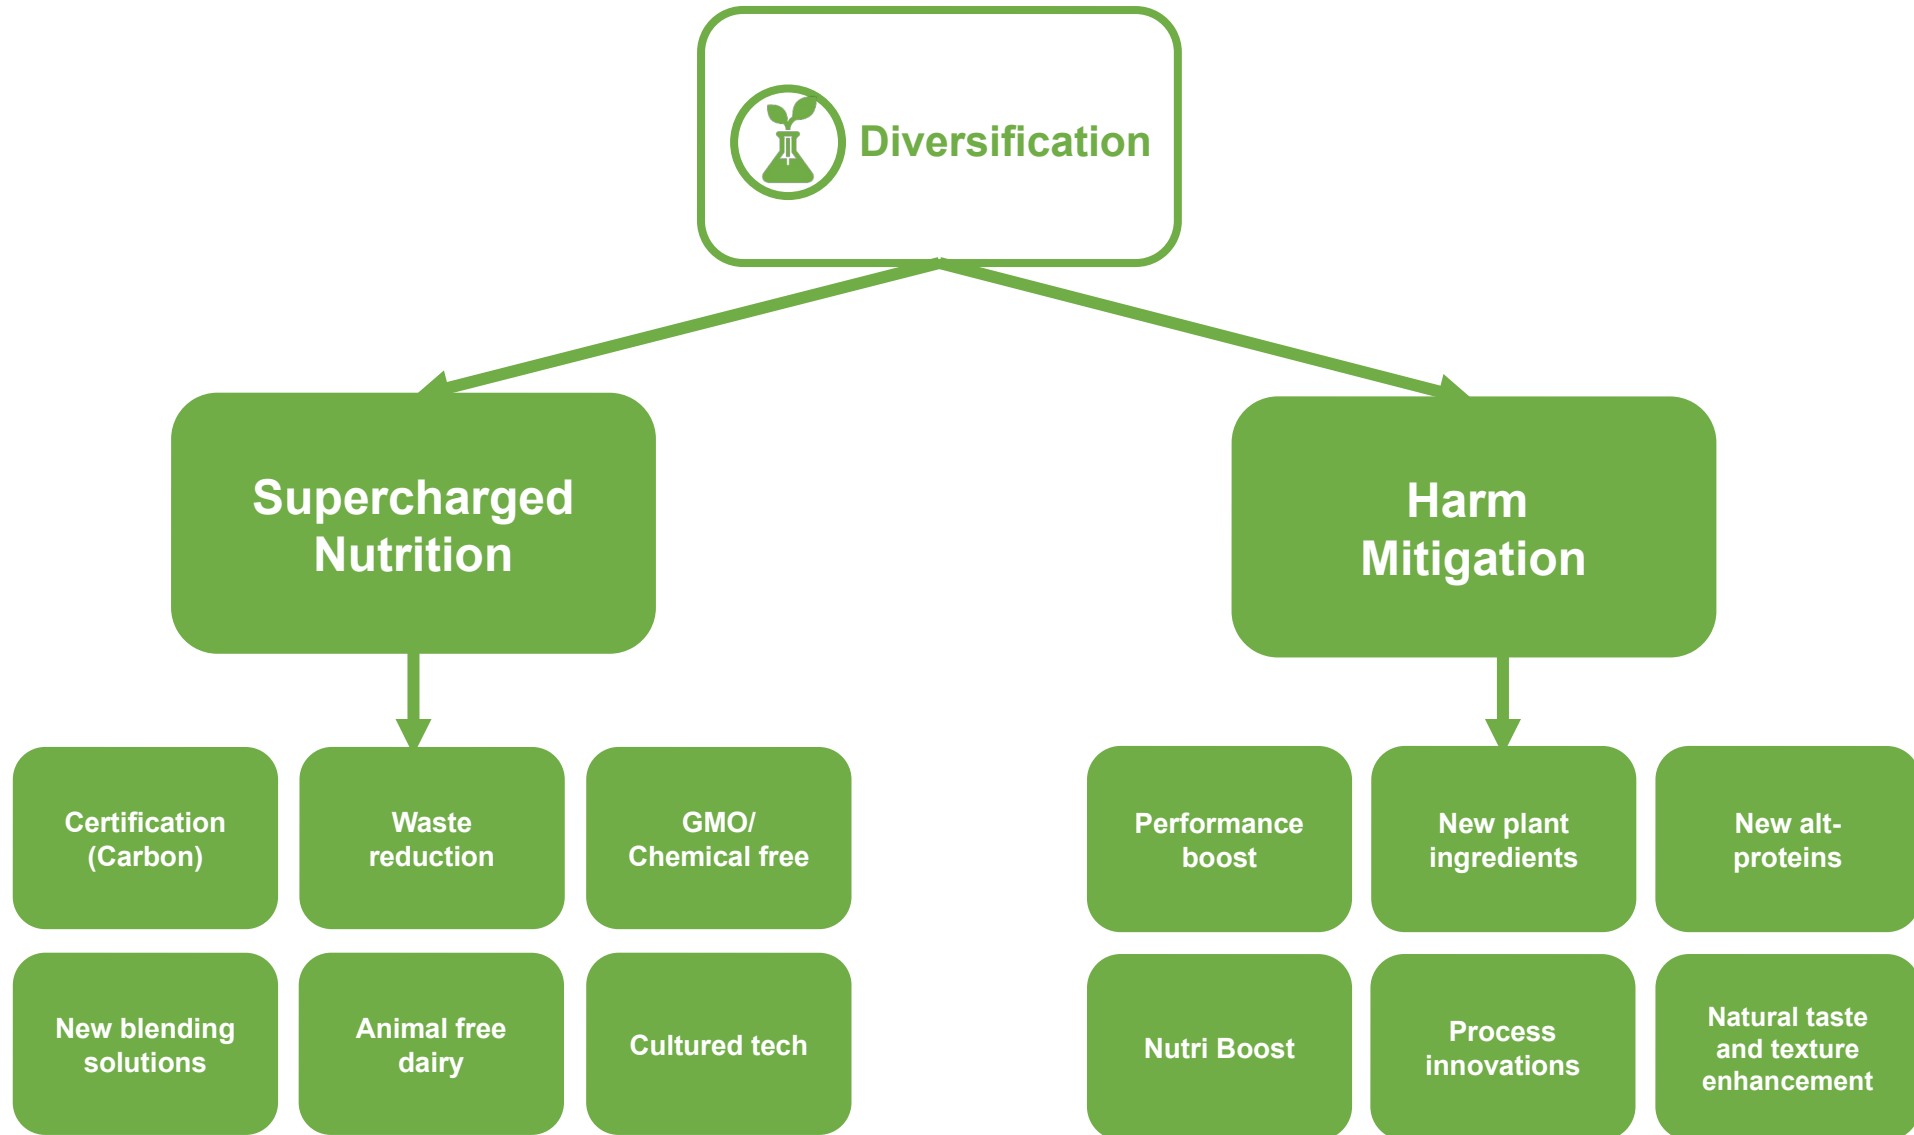 Diversification
Supercharged
Nutrition
Harm
Mitigation
Certification
(Carbon)
Waste
reduction
GMO/
Chemical free
New blending
solutions
Animal free
dairy
Cultured tech
Performance
boost
New plant
ingredients
New alt-
proteins
Nutri Boost
Process
innovations
Natural taste
and texture
enhancement